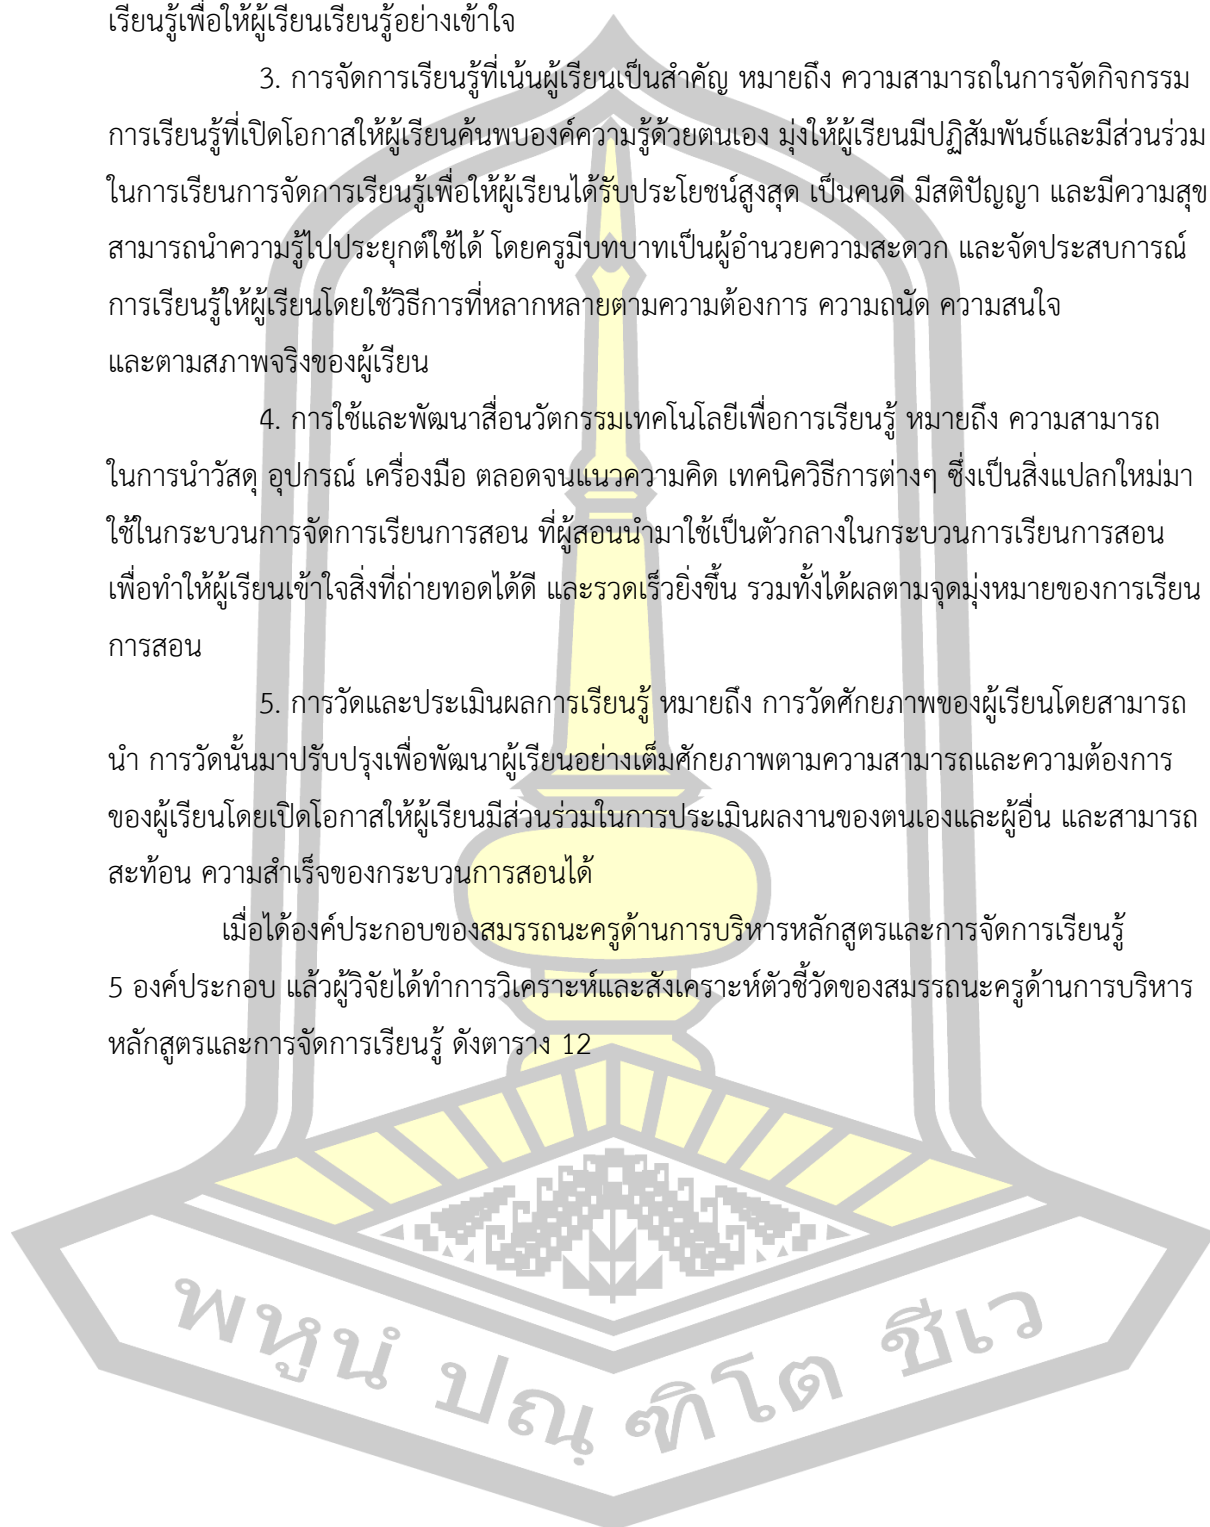 เรียนรู้เพื่อให้ผู้เรียนเรียนรู้อย่างเข้าใจ
3. การจัดการเรียนรู้ที่เน้นผู้เรียนเป็นสำคัญ หมายถึง ความสามารถในการจัดกิจกรรม
การเรียนรู้ที่เปิดโอกาสให้ผู้เรียนค้นพบองค์ความรู้ด้วยตนเอง มุ่งให้ผู้เรียนมีปฏิสัมพันธ์และมีส่วนร่วม
ในการเรียนการจัดการเรียนรู้เพื่อให้ผู้เรียนได้รับประโยชน์สูงสุด เป็นคนดี มีสติปัญญา และมีความสุข
สามารถนำความรู้ไปประยุกต์ใช้ได้ โดยครูมีบทบาทเป็นผู้อำนวยความสะดวก และจัดประสบการณ์
การเรียนรู้ให้ผู้เรียนโดยใช้วิธีการที่หลากหลายตามความต้องการ ความถนัด ความสนใจ
และตามสภาพจริงของผู้เรียน
4. การใช้และพัฒนาสื่อนวัตกรรมเทคโนโลยีเพื่อการเรียนรู้ หมายถึง ความสามารถ
ในการนำวัสดุ อุปกรณ์ เครื่องมือ ตลอดจนแนวความคิด เทคนิควิธีการต่างๆ ซึ่งเป็นสิ่งแปลกใหม่มา
ใช้ในกระบวนการจัดการเรียนการสอน ที่ผู้สอนนำมาใช้เป็นตัวกลางในกระบวนการเรียนการสอน
เพื่อทำให้ผู้เรียนเข้าใจสิ่งที่ถ่ายทอดได้ดี และรวดเร็วยิ่งขึ้น รวมทั้งได้ผลตามจุดมุ่งหมายของการเรียน
การสอน
5. การวัดและประเมินผลการเรียนรู้ หมายถึง การวัดศักยภาพของผู้เรียนโดยสามารถ
นำ การวัดนั้นมาปรับปรุงเพื่อพัฒนาผู้เรียนอย่างเต็มศักยภาพตามความสามารถและความต้องการ
ของผู้เรียนโดยเปิดโอกาสให้ผู้เรียนมีส่วนร่วมในการประเมินผลงานของตนเองและผู้อื่น และสามารถ
สะท้อน ความสำเร็จของกระบวนการสอนได้
เมื่อได้องค์ประกอบของสมรรถนะครูด้านการบริหารหลักสูตรและการจัดการเรียนรู้
5 องค์ประกอบ แล้วผู้วิจัยได้ทำการวิเคราะห์และสังเคราะห์ตัวชี้วัดของสมรรถนะครูด้านการบริหาร
หลักสูตรและการจัดการเรียนรู้ ดังตาราง 12
พหูนํ ปณฺฑิโต ชีเว